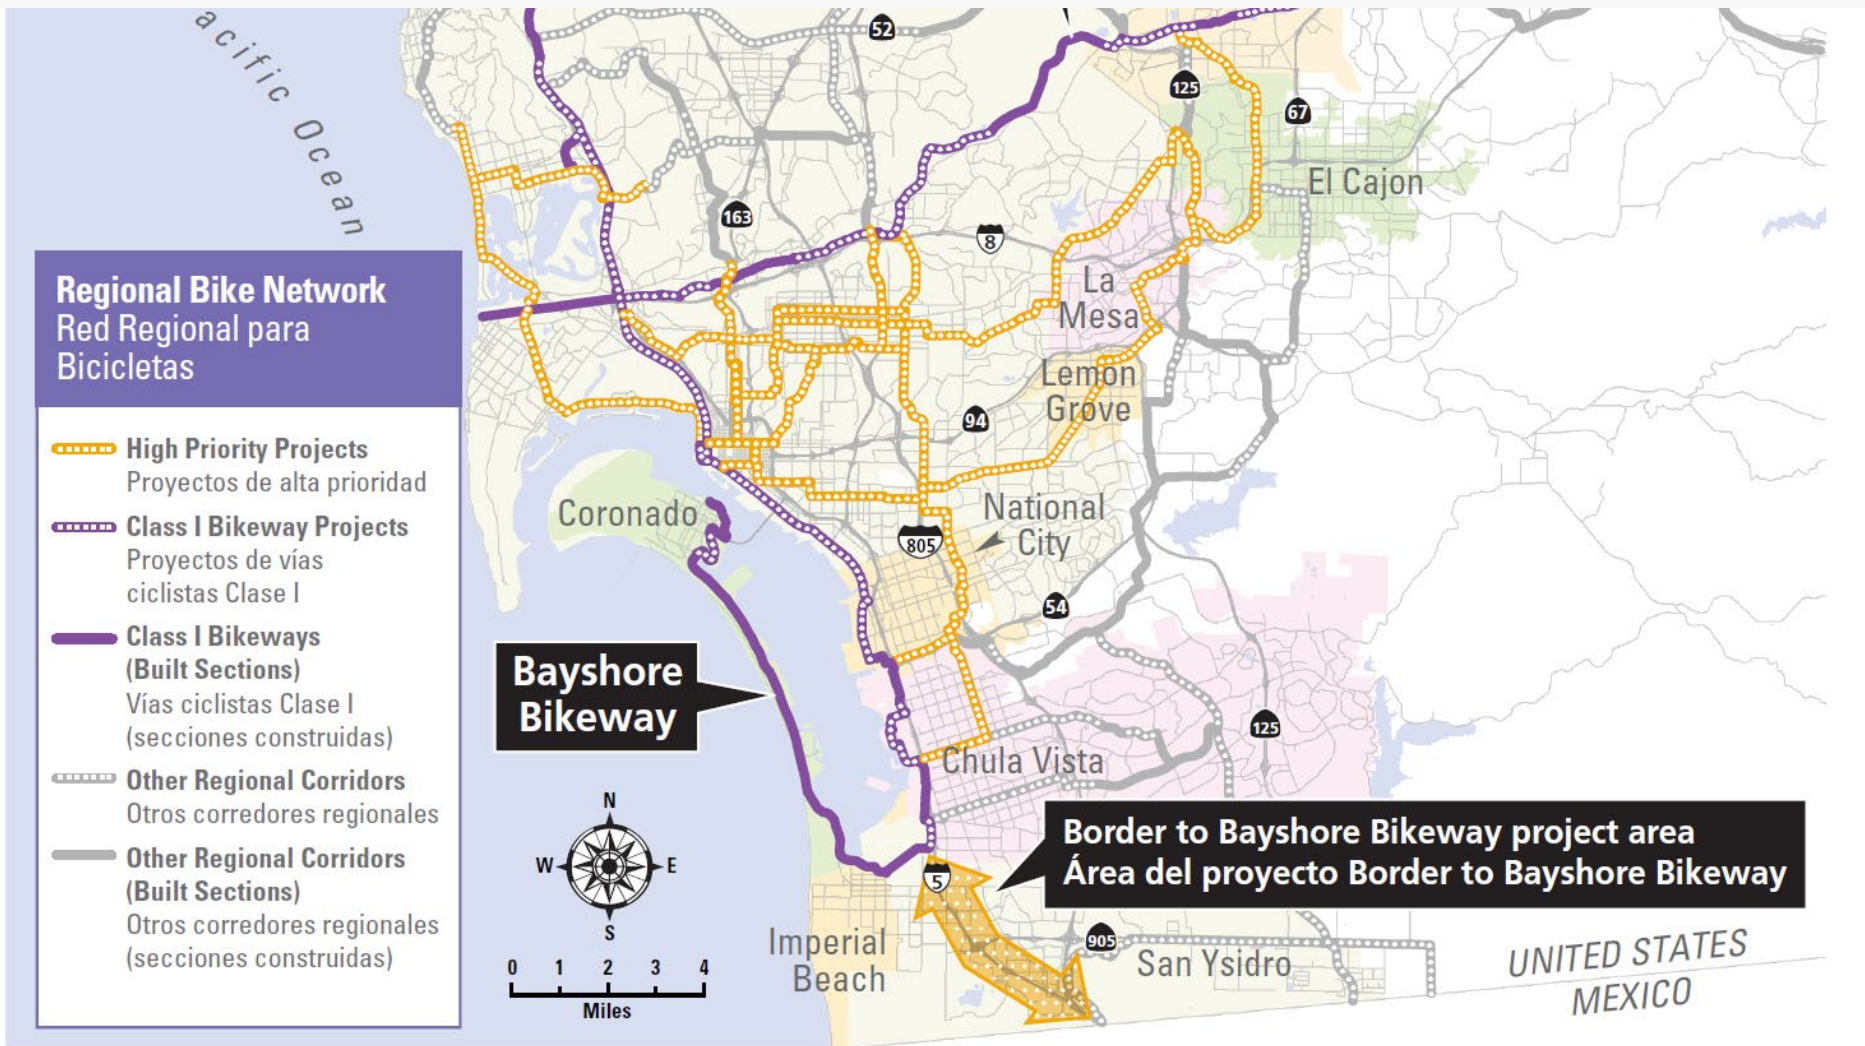 acific Ocean
52
125
67
El Cajon
163
8
La
Mesa
Regional Bike Network
Red Regional para
Bicicletas
Lemon
Grove
94
High Priority Projects
Proyectos de alta prioridad
Class I Bikeway Projects
Proyectos de vías
ciclistas Clase I
Class I Bikeways
(Built Sections)
Vías ciclistas Clase I
(secciones construidas)
Other Regional Corridors
Otros corredores regionales
Other Regional Corridors
(Built Sections)
Otros corredores regionales
(secciones construidas)
Coronado
National
City
805
54
Bayshore
Bikeway
125
Chula Vista
N
W
E
S
0 1 2 3 4
Miles
Border to Bayshore Bikeway project area
Área del proyecto Border to Bayshore Bikeway
5
Imperial
Beach
905
San Ysidro
UNITED STATES
MEXICO